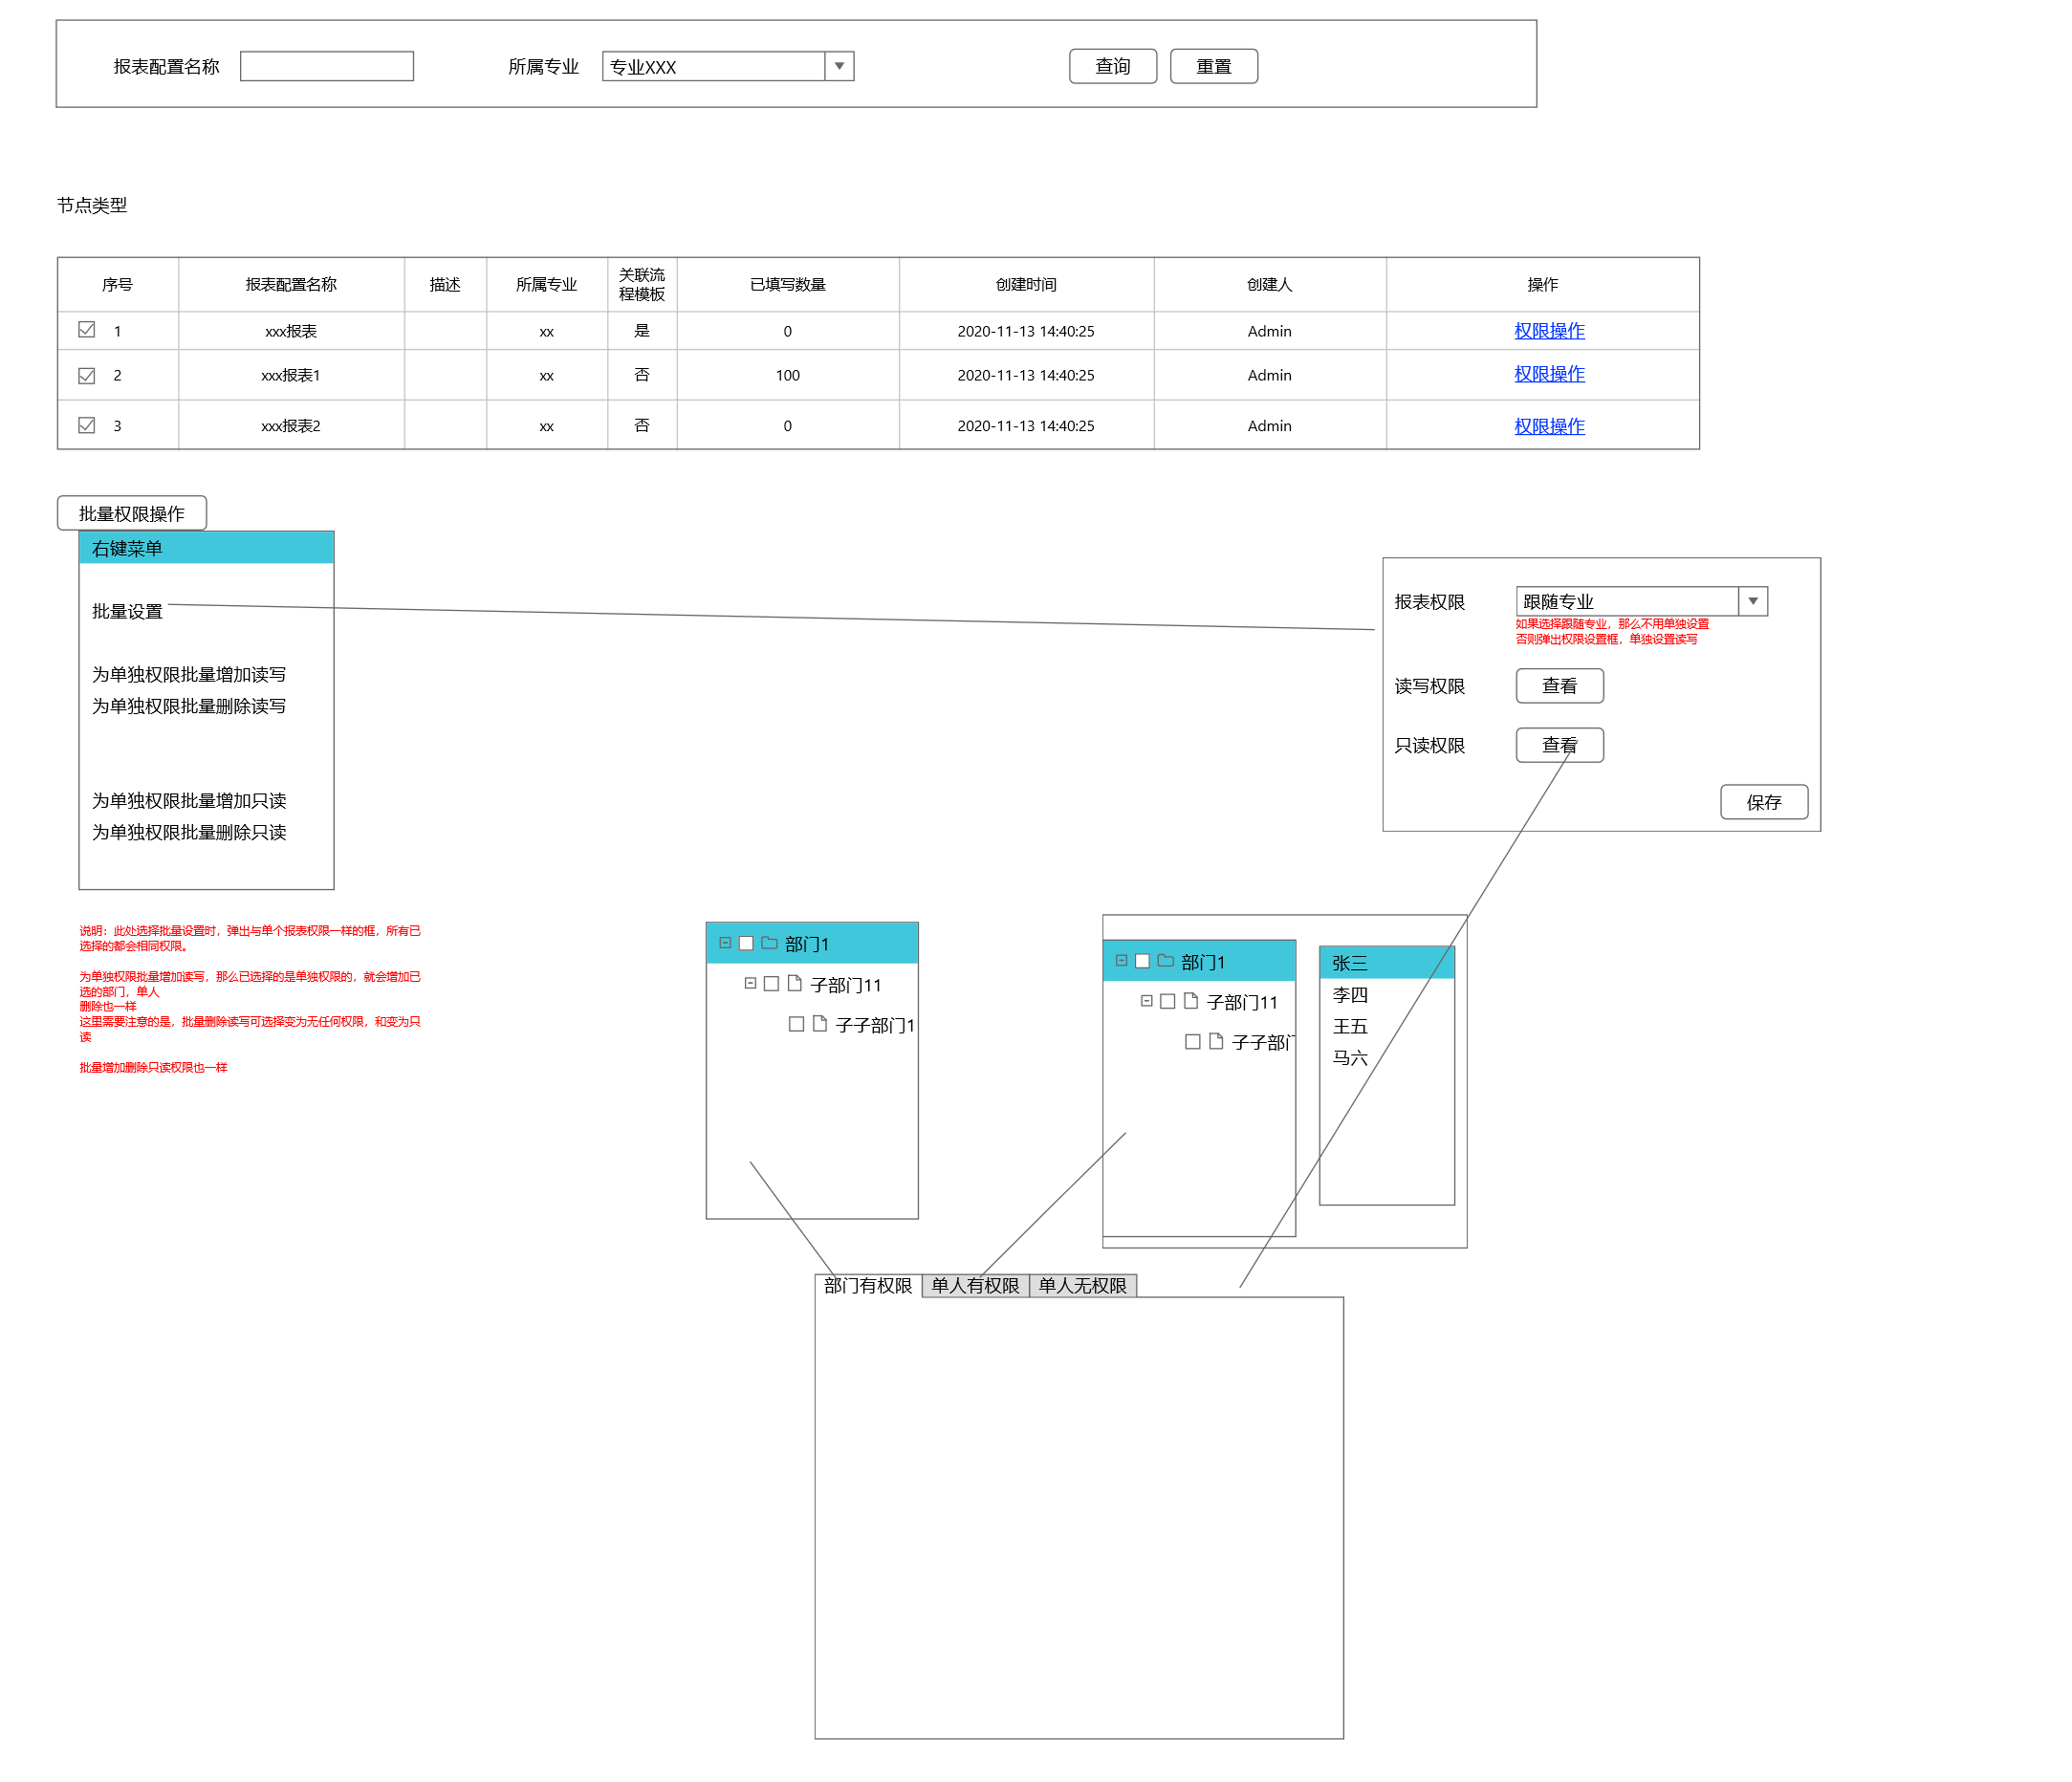 报表配置名称 所属专业 专业XXX 查询 重置
节点类型
序号 报表配置名称 描述 所属专业 关联流程模板 已填写数量 创建时间 创建人 操作
1 xxx报表 xx 是 0 2020-11-13 14:40:25 Admin 权限操作
2 xxx报表1 xx 否 100 2020-11-13 14:40:25 Admin 权限操作
3 xxx报表2 xx 否 0 2020-11-13 14:40:25 Admin 权限操作
批量权限操作
右键菜单
批量设置
为单独权限批量增加读写
为单独权限批量删除读写
为单独权限批量增加只读
为单独权限批量删除只读
报表权限 跟随专业
如果选择跟随专业，那么不用单独设置
否则弹出权限设置框，单独设置读写
读写权限 查看
只读权限 查看
保存
说明：此处选择批量设置时，弹出与单个报表权限一样的框，所有已
选择的都会相同权限。
为单独权限批量增加读写，那么已选择的是单独权限的，就会增加已
选的部门，单人
删除也一样
这里需要注意的是，批量删除读写可选择变为无任何权限，和变为只
读
批量增加删除只读权限也一样
部门1
子部门11
子子部门1
部门1
子部门11
子子部门
张三
李四
王五
马六
部门有权限 单人有权限 单人无权限